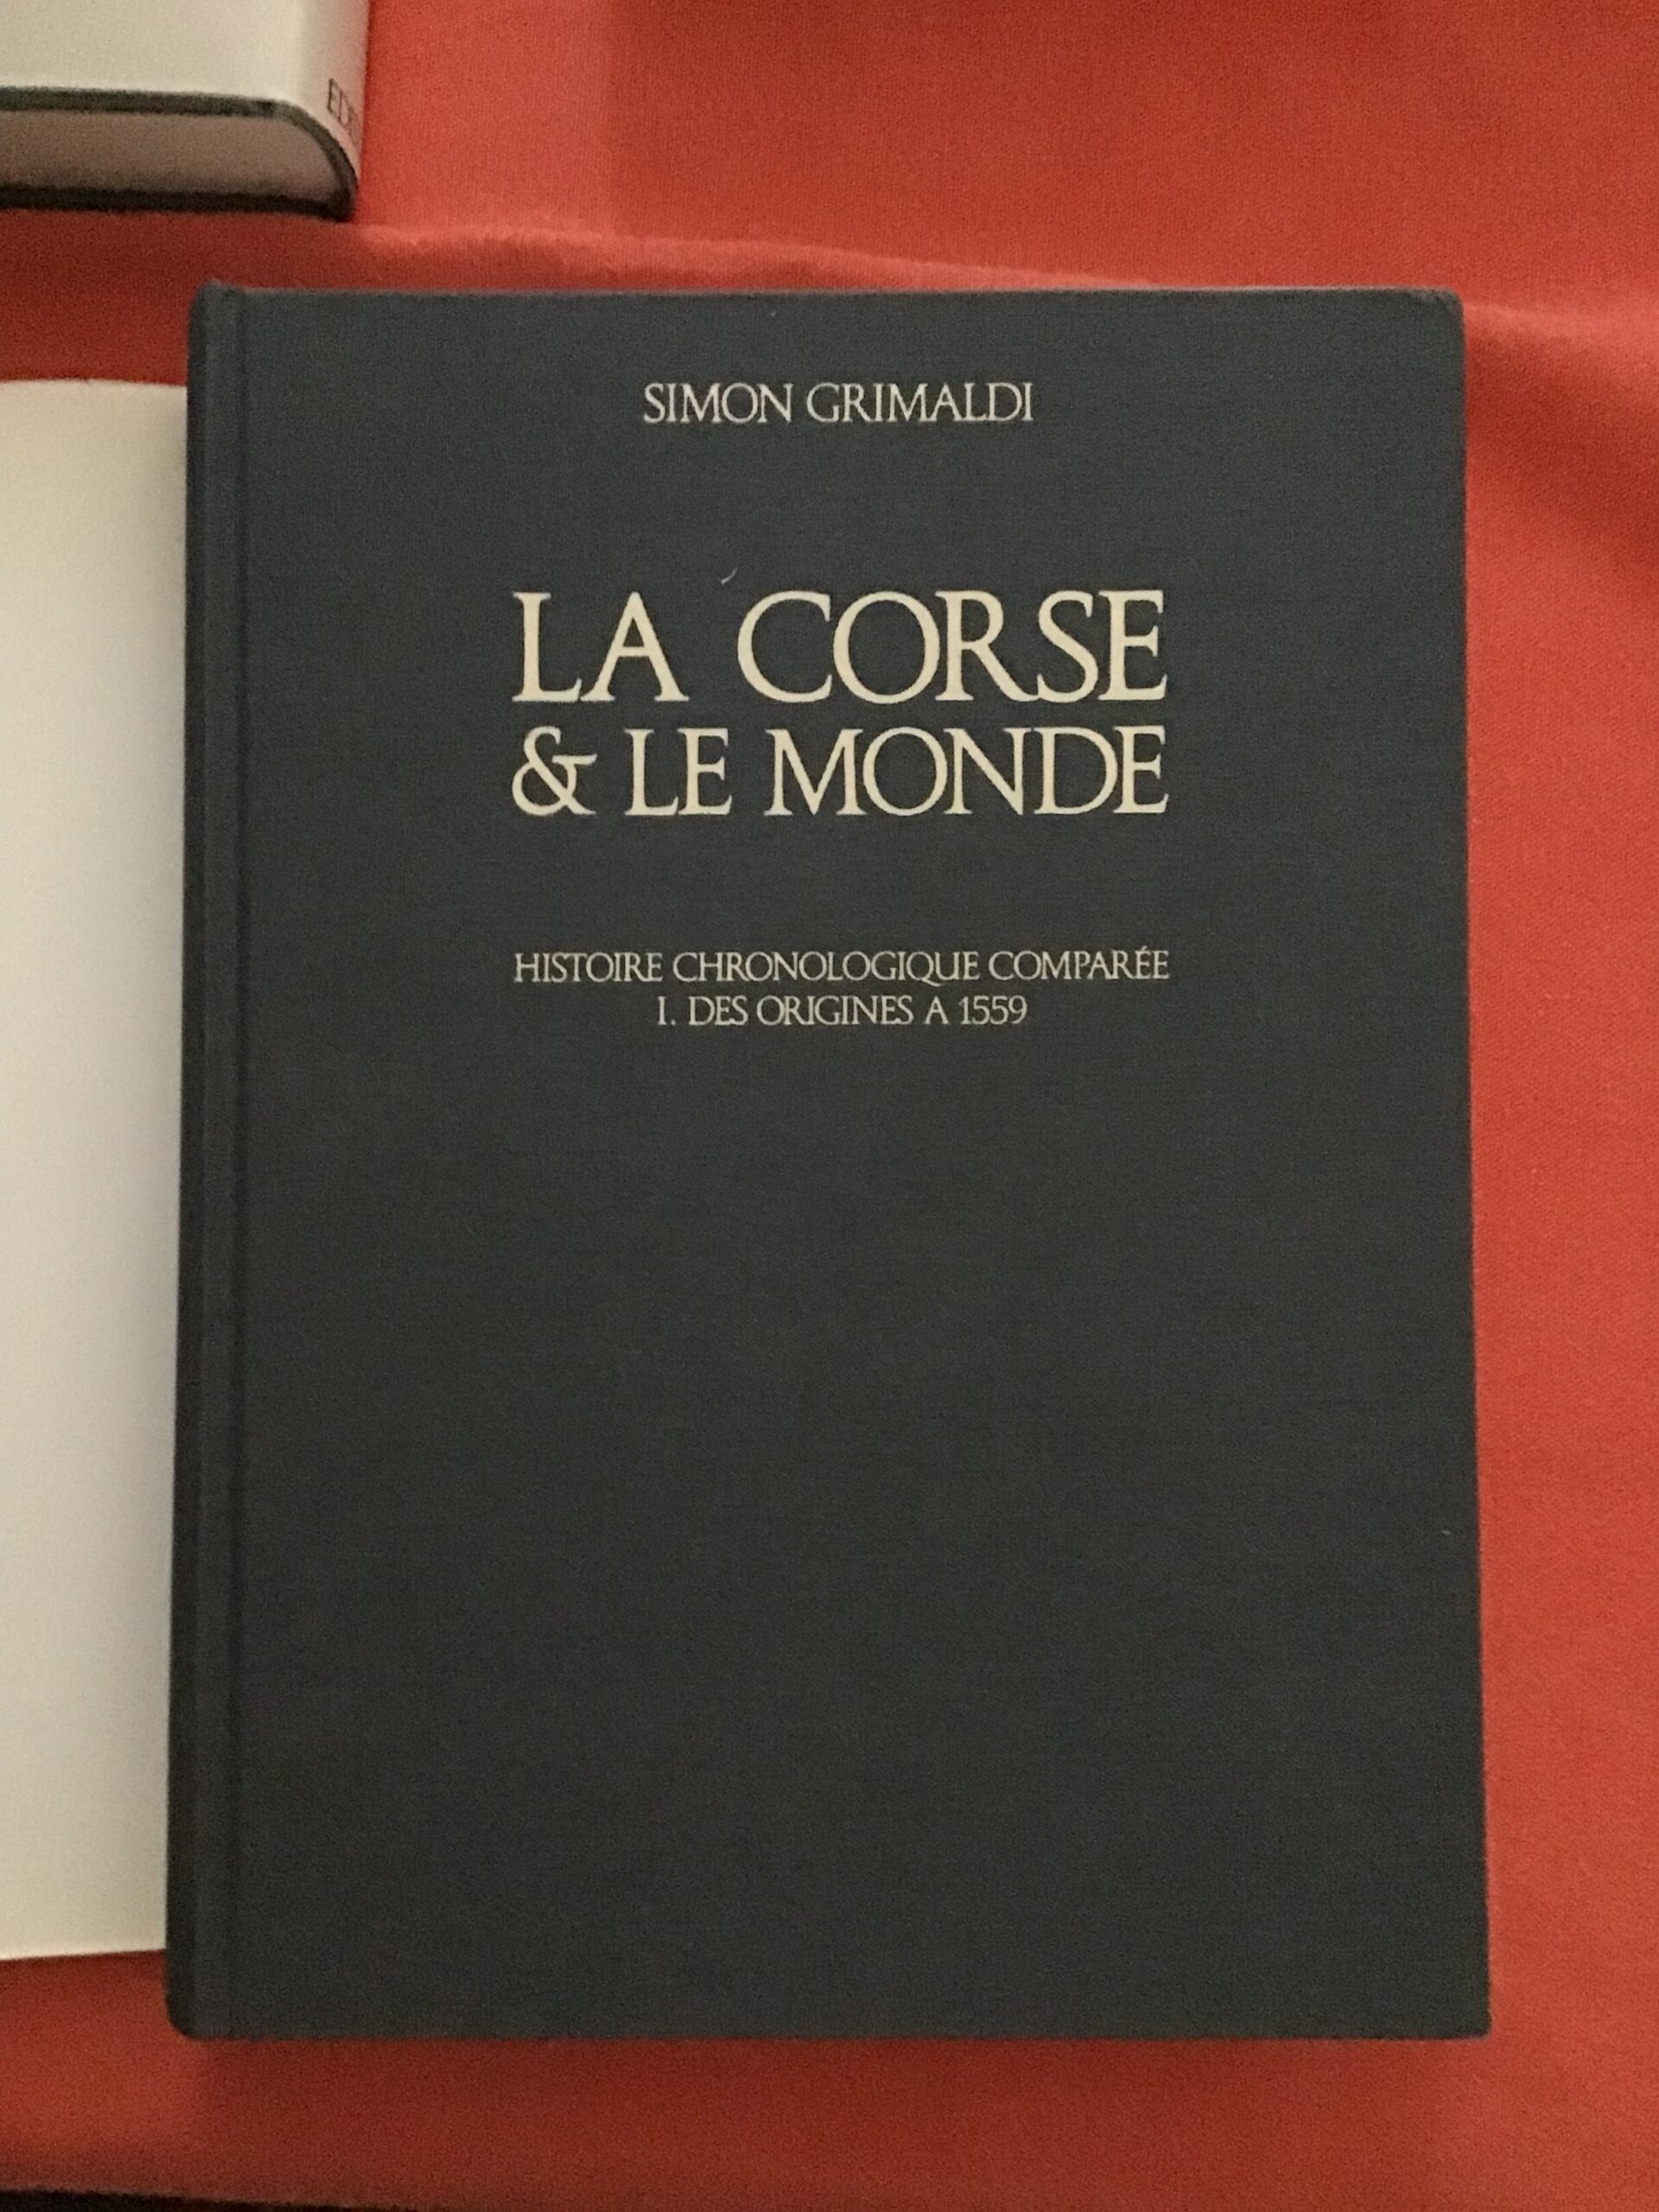 SIMON GRIMALDI
LA CORSE
& LE MONDE
HISTOIRE CHRONOLOGIQUE COMPARÉE
I. DES ORIGINES A 1559